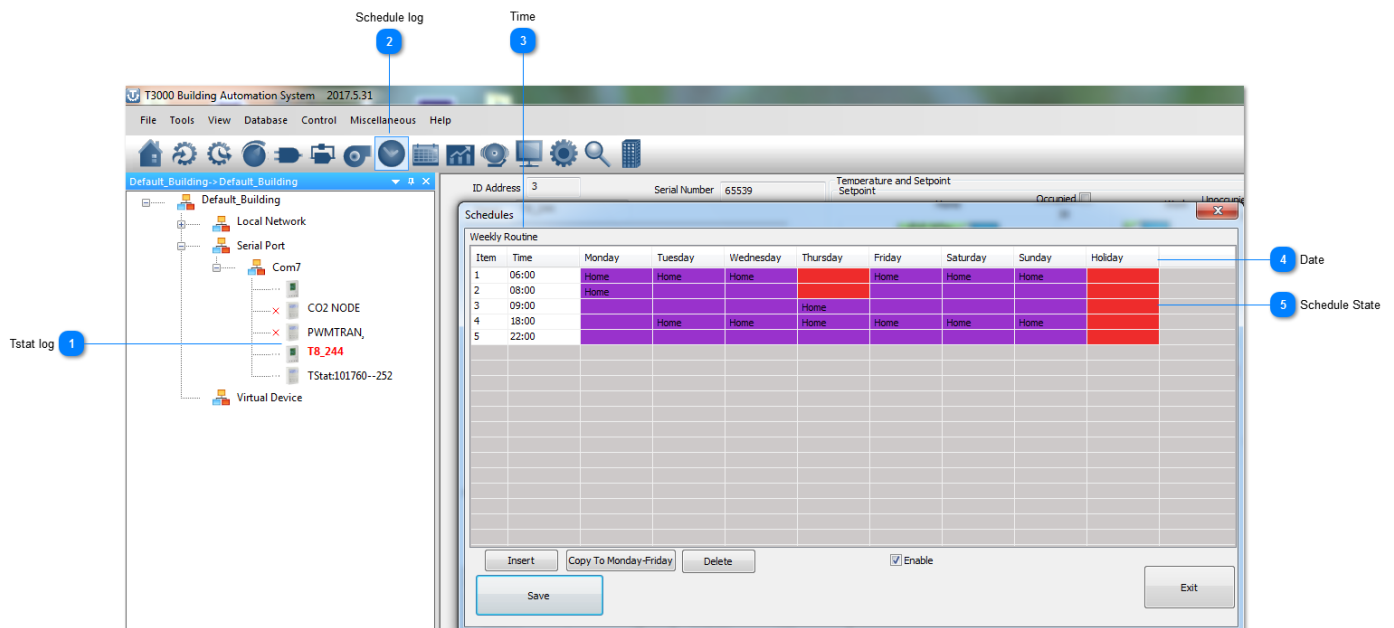 Schedule log
Time
2
3
T3000 Building Automation System 2017.5.31
File Tools View Database Control Miscellaneous Help
Default_Building->Default_Building
Default_Building
Local Network
Serial Port
Com7
CO2 NODE
PWMTRAN,
T8_244
TStat:101760--252
Virtual Device
Tstat log 1
ID Address 3 Serial Number 65539 Temperature and Setpoint
Setpoint
Occupied
Schedules
Weekly Routine
Item Time Monday Tuesday Wednesday Thursday Friday Saturday Sunday Holiday
1 06:00 Home Home Home Home Home Home
2 08:00 Home
3 09:00 Home
4 18:00 Home Home Home Home Home Home
5 22:00
4 Date
5 Schedule State
Insert Copy To Monday-Friday Delete Enable
Save Exit